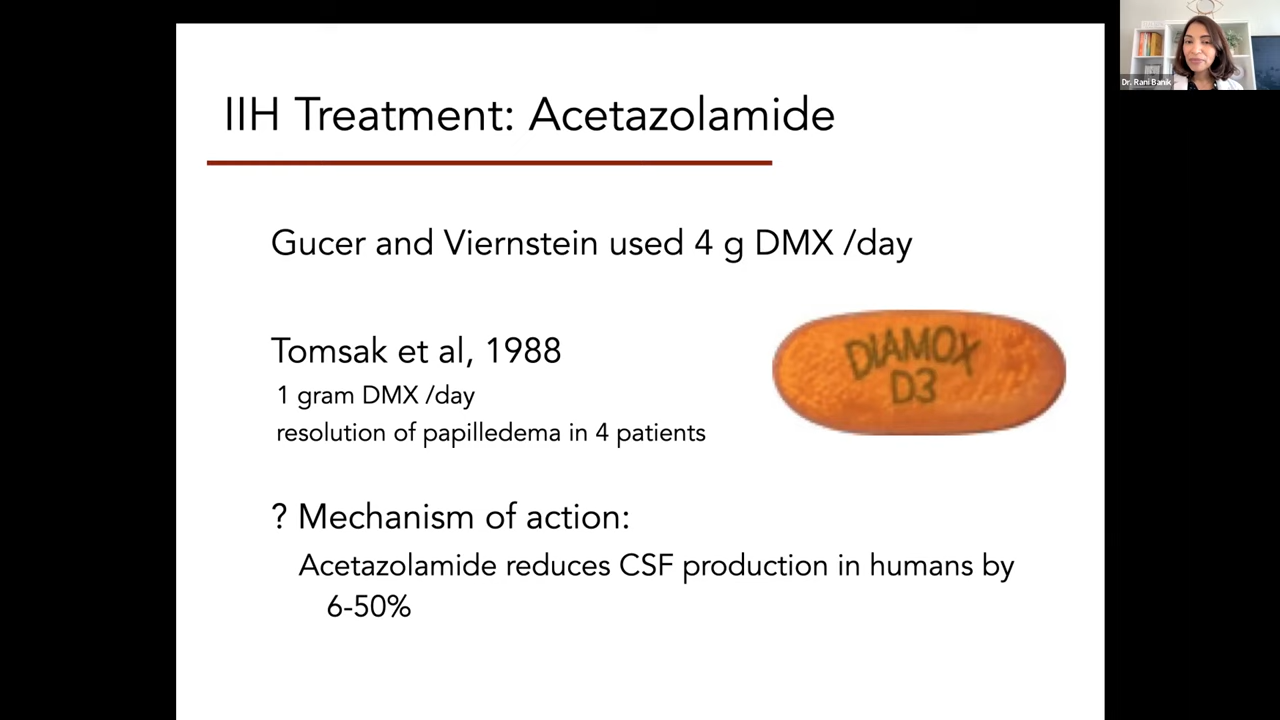 IIH Treatment: Acetazolamide
Gucer and Viernstein used 4 g DMX /day
Tomsak et al, 1988
1 gram DMX /day
resolution of papilledema in 4 patients
DIAMOX
D3
? Mechanism of action:
Acetazolamide reduces CSF production in humans by
6-50%
Dr. Rani Banik